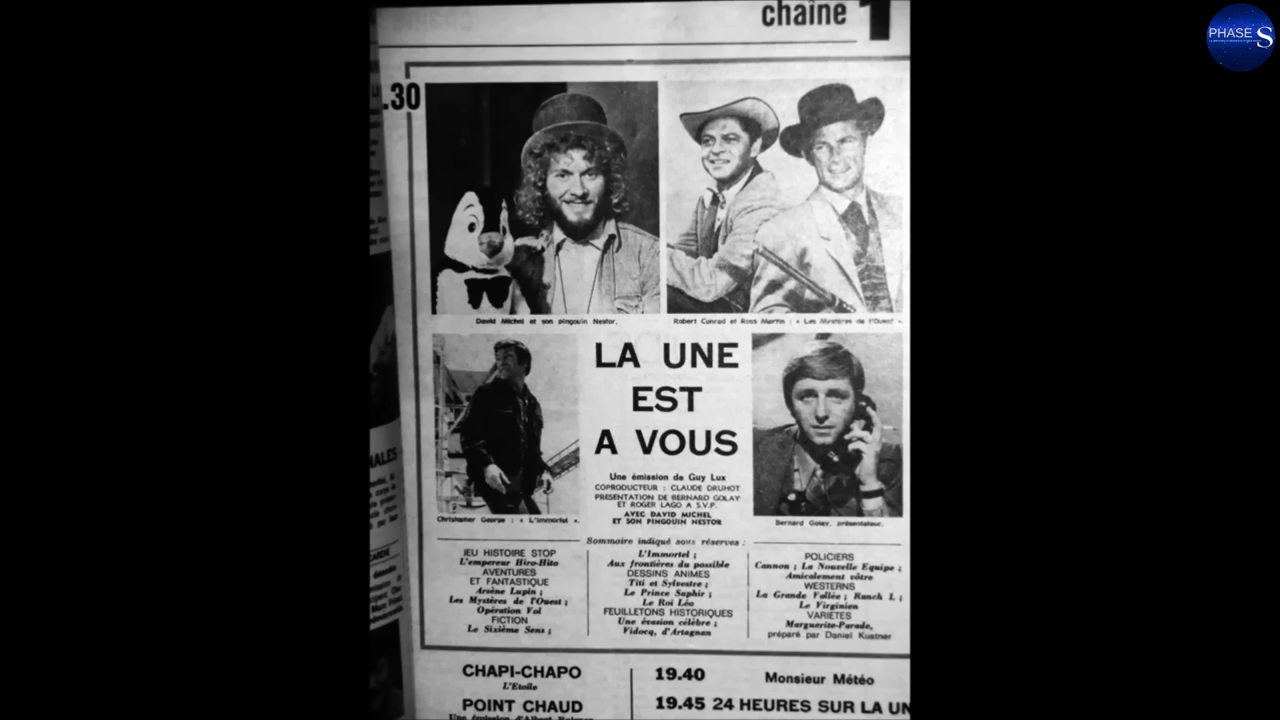 chaîne 1
PHASE S
.30
David Michel et son pingouin Nestor.
Robert Conrad et Ross Martin : « Les Mystères de l'Ouest ».
LA UNE
EST
A VOUS
Une émission de Guy Lux
COPRODUCTEUR : CLAUDE DRUHOT
PRESENTATION DE BERNARD GOLAY
ET ROGER LAGO A S.V.P.
AVEC DAVID MICHEL
ET SON PINGOUIN NESTOR
Christopher George : « L'immortel ».
Bernard Golay, présentateur.
Sommaire indiqué sous réserves :
JEU HISTOIRE STOP
L'empereur Hiro-Hito
AVENTURES
ET FANTASTIQUE
Arsène Lupin ;
Les Mystères de l'Ouest ;
Opération Vol
FICTION
Le Sixième Sens ;
L'Immortel ;
Aux frontières du possible
DESSINS ANIMES
Titi et Sylvestre ;
Le Prince Saphir ;
Le Roi Léo
FEUILLETONS HISTORIQUES
Une évasion célèbre ;
Vidocq, d'Artagnan
POLICIERS
Cannon ; La Nouvelle Equipe ;
Amicalement vôtre
WESTERNS
La Grande Vallée ; Ranch L ;
Le Virginien
VARIETES
Marguerite-Parade,
préparé par Daniel Kustner
CHAPI-CHAPO
L'Etoile
POINT CHAUD
Une émission d'Albert
19.40 Monsieur Météo
19.45 24 HEURES SUR LA UN